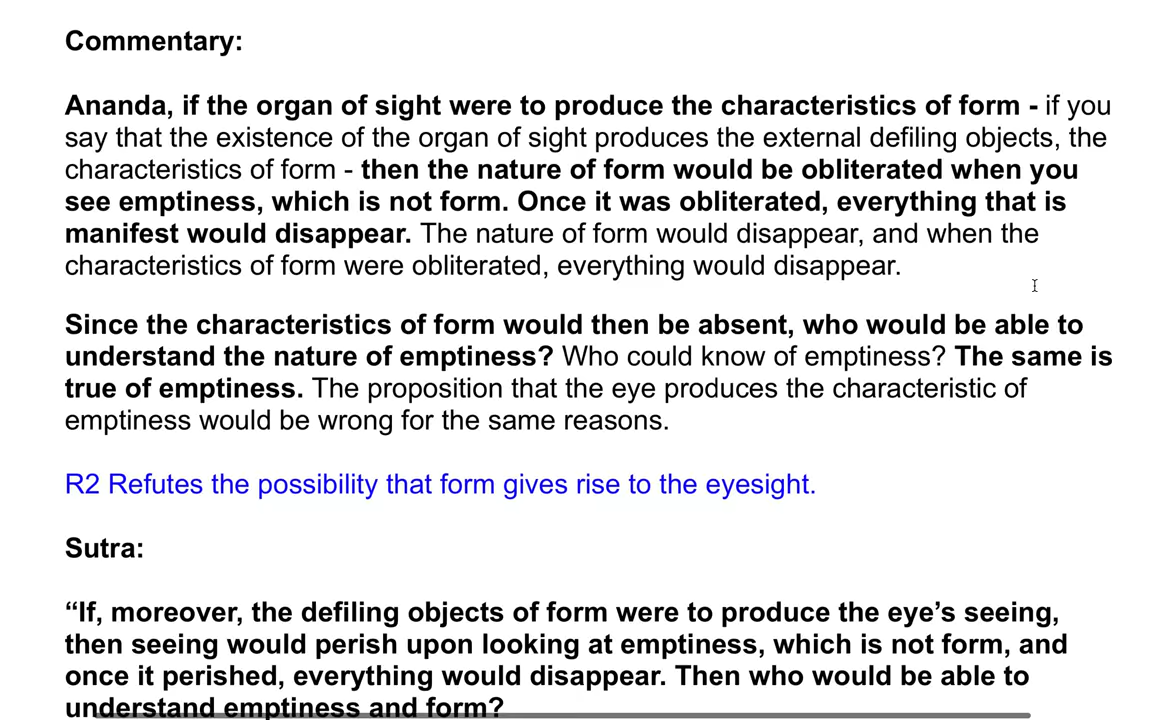 Commentary:
Ananda, if the organ of sight were to produce the characteristics of form - if you
say that the existence of the organ of sight produces the external defiling objects, the
characteristics of form - then the nature of form would be obliterated when you
see emptiness, which is not form. Once it was obliterated, everything that is
manifest would disappear. The nature of form would disappear, and when the
characteristics of form were obliterated, everything would disappear.
Since the characteristics of form would then be absent, who would be able to
understand the nature of emptiness? Who could know of emptiness? The same is
true of emptiness. The proposition that the eye produces the characteristic of
emptiness would be wrong for the same reasons.
R2 Refutes the possibility that form gives rise to the eyesight.
Sutra:
“If, moreover, the defiling objects of form were to produce the eye’s seeing,
then seeing would perish upon looking at emptiness, which is not form, and
once it perished, everything would disappear. Then who would be able to
understand emptiness and form?